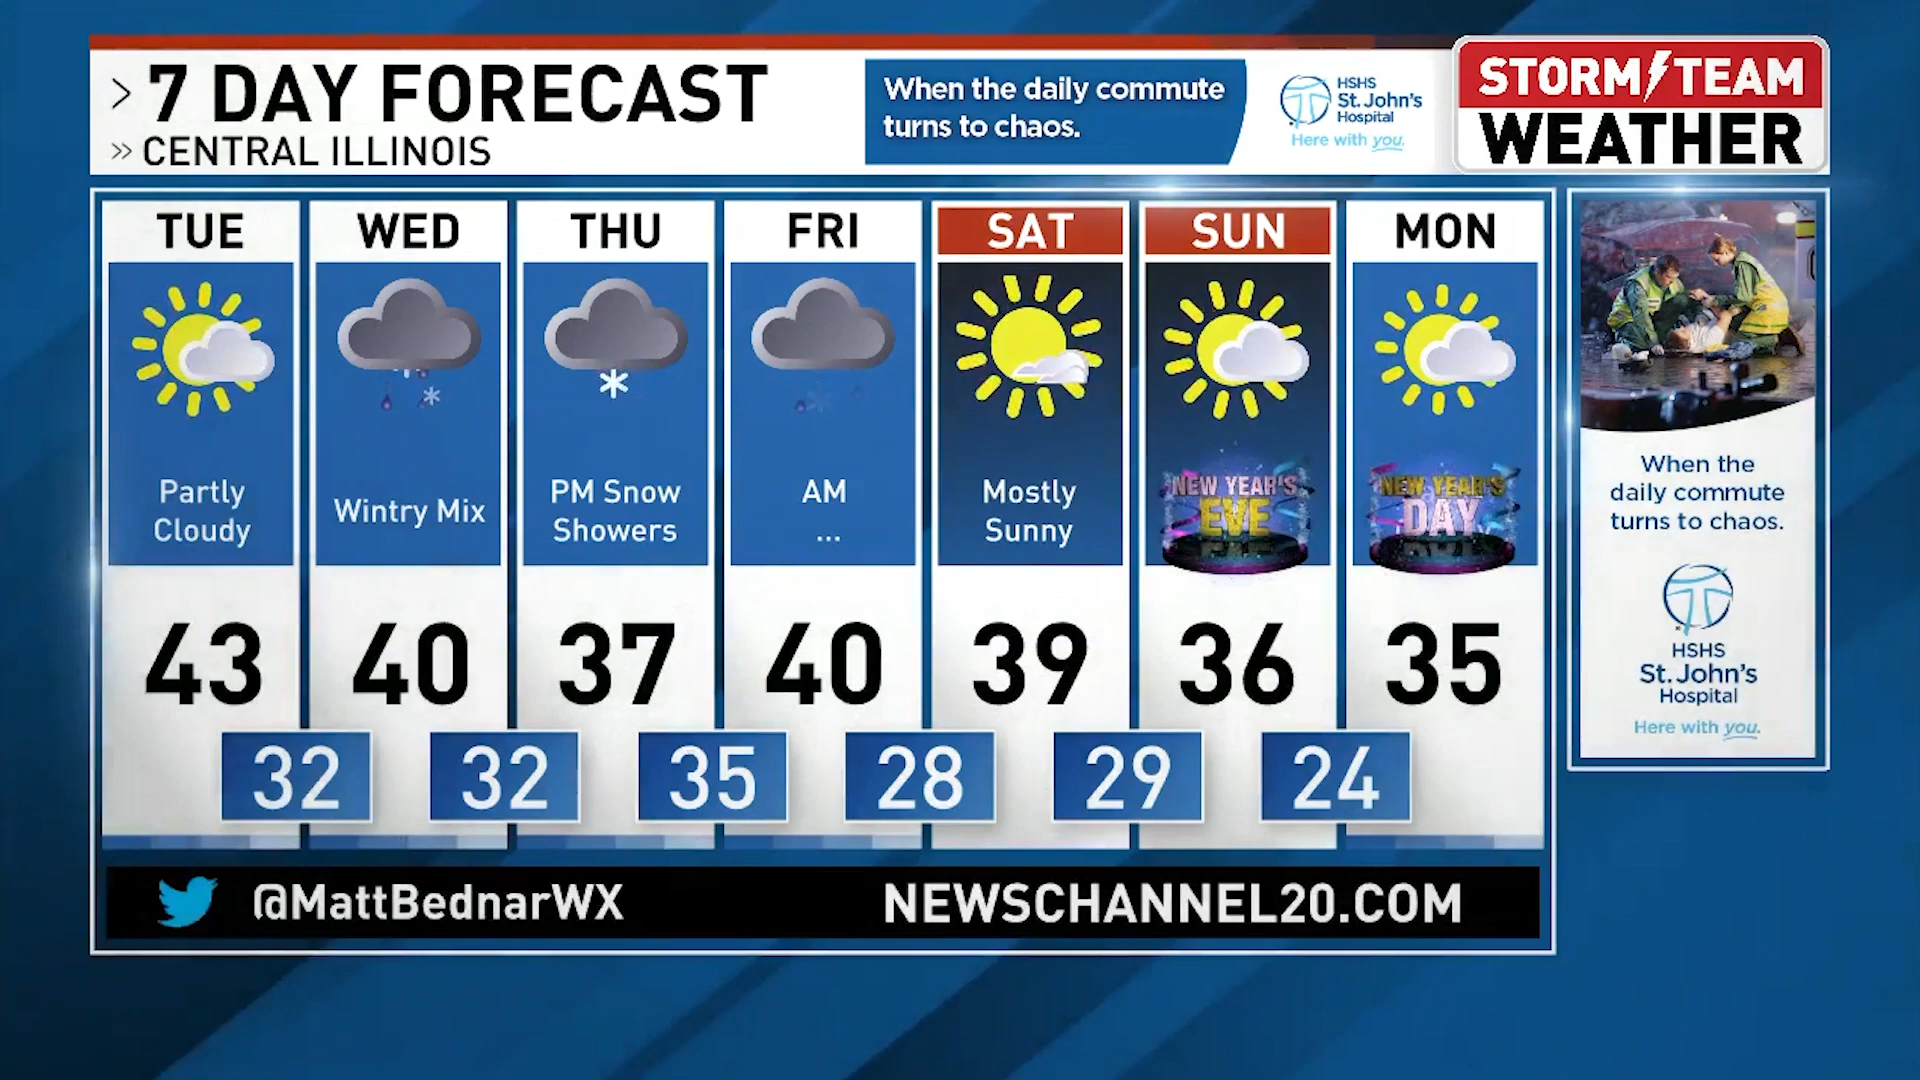 > 7 DAY FORECAST
>> CENTRAL ILLINOIS
When the daily commute
turns to chaos.
HSHS
St. John's
Hospital
Here with you.
STORM TEAM
WEATHER
TUE
WED
THU
FRI
SAT
SUN
MON
Partly
Cloudy
Wintry Mix
PM Snow
Showers
AM
...
Mostly
Sunny
NEW YEAR'S
EVE
NEW YEAR'S
DAY
43
40
37
40
39
36
35
32
32
35
28
29
24
@MattBednarWX
NEWSCHANNEL20.COM
When the
daily commute
turns to chaos.
HSHS
St. John's
Hospital
Here with you.